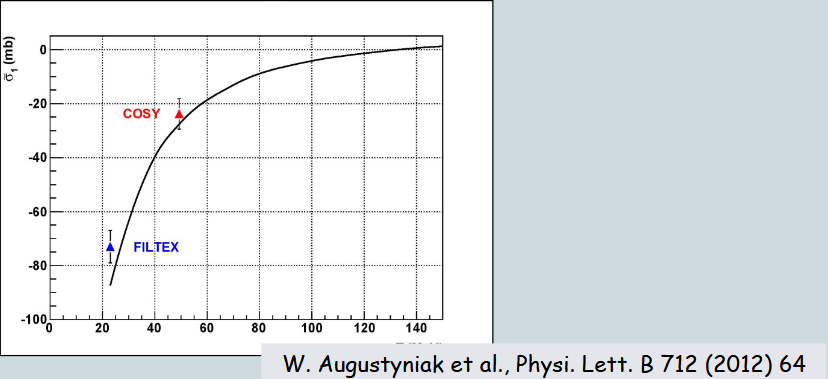 σ̃₁ (mb)
0
-20
-40
-60
-80
-100
COSY
FILTEX
0 20 40 60 80 100 120 140
W. Augustyniak et al., Physi. Lett. B 712 (2012) 64